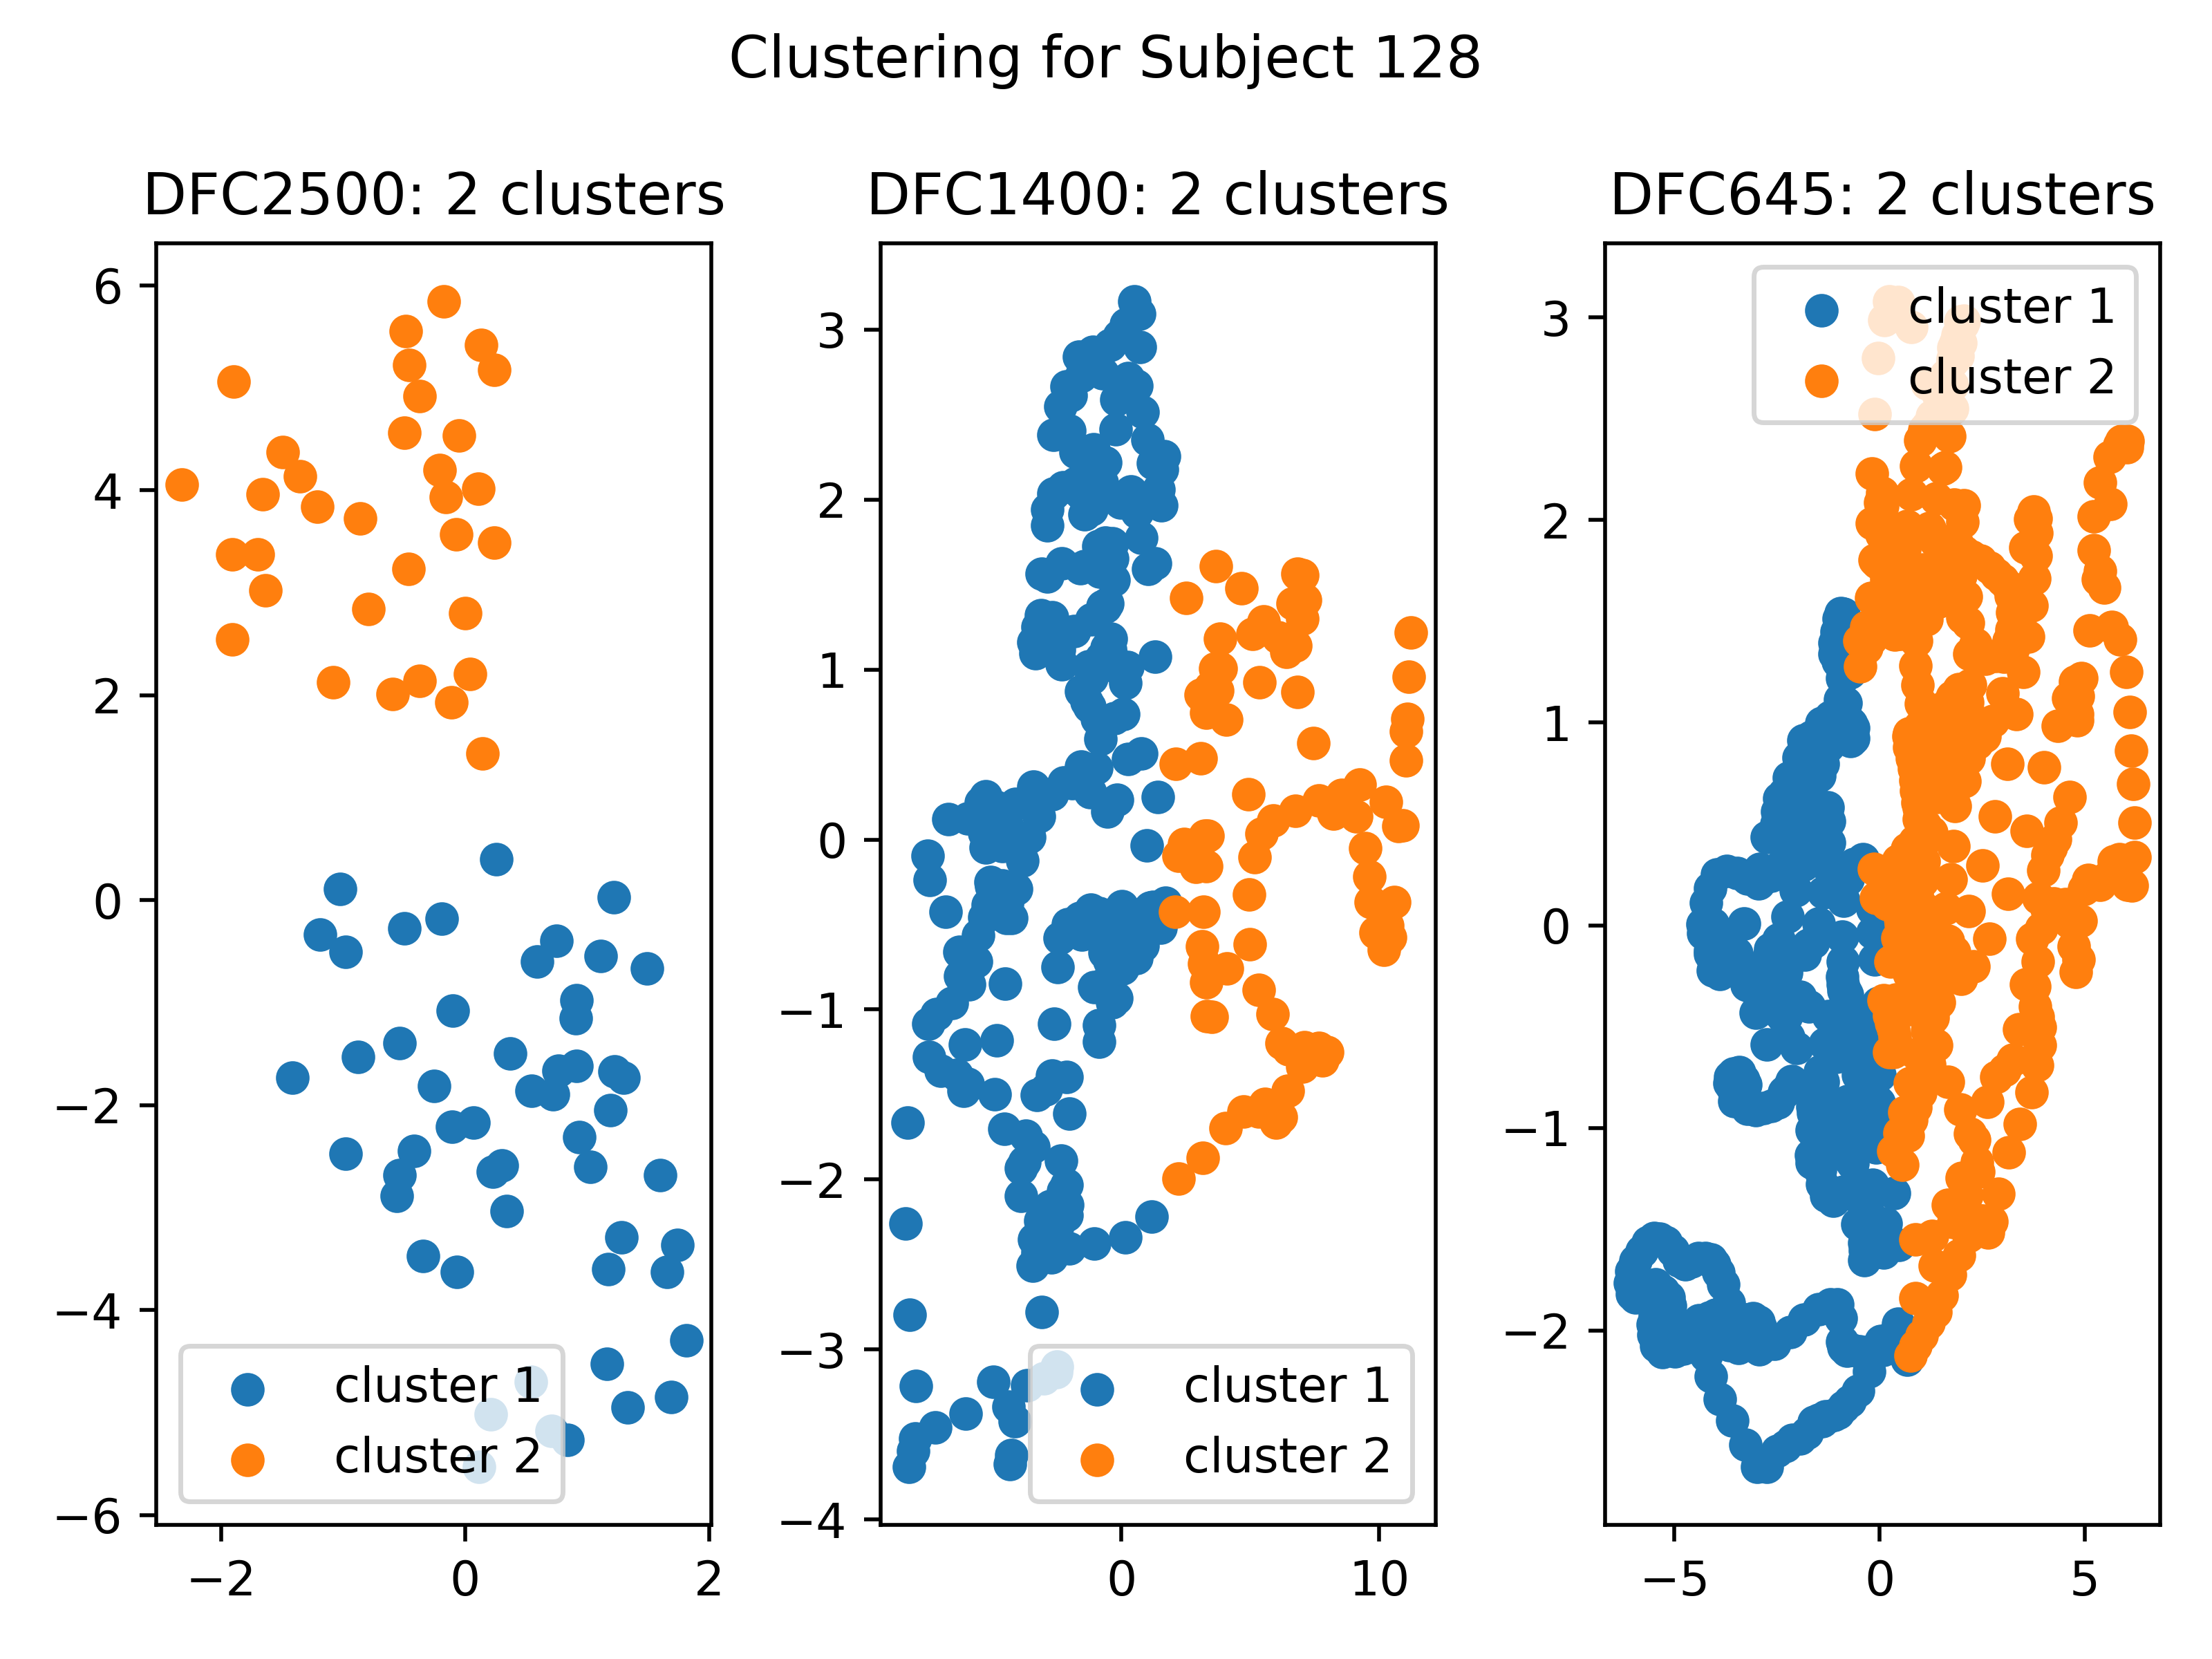 Clustering for Subject 128
DFC2500: 2 clusters
6
4
2
0
−2
−4
−6
−2
0
2
cluster 1
cluster 2
DFC1400: 2 clusters
3
2
1
0
−1
−2
−3
−4
0
10
cluster 1
cluster 2
DFC645: 2 clusters
3
2
1
0
−1
−2
−5
0
5
cluster 1
cluster 2